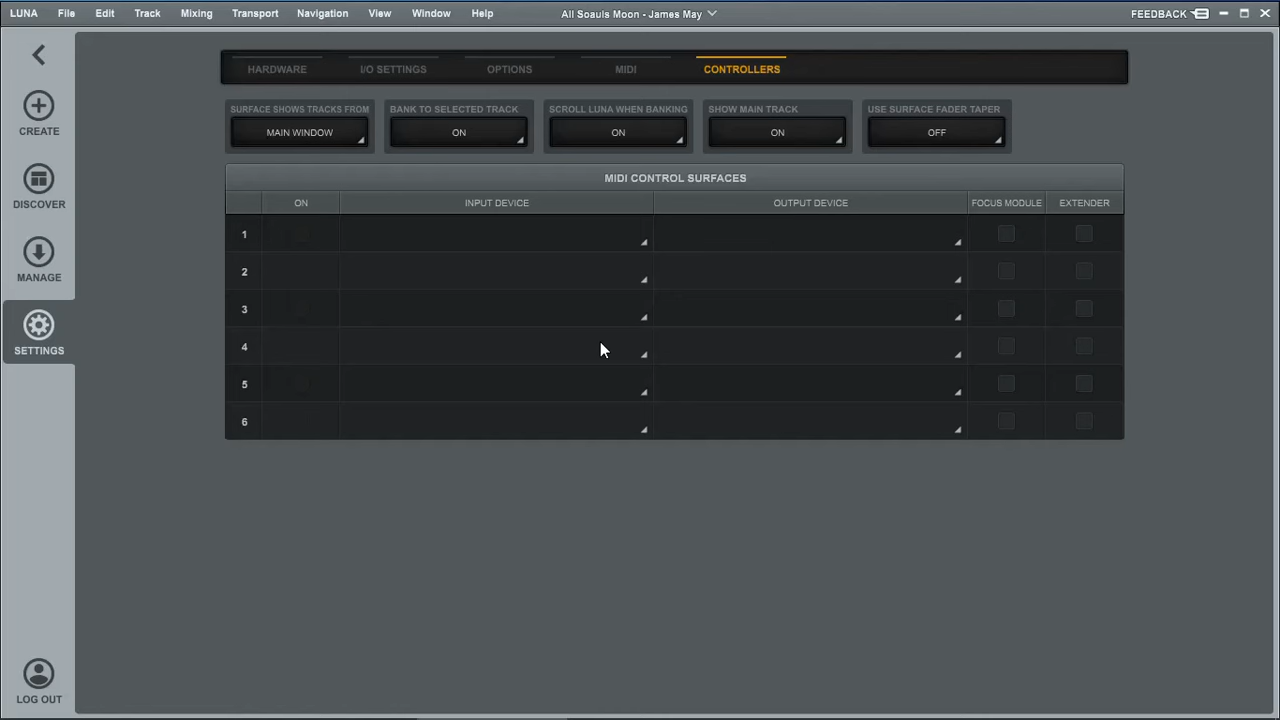 LUNA File Edit Track Mixing Transport Navigation View Window Help All Soauls Moon - James May FEEDBACK
HARDWARE I/O SETTINGS OPTIONS MIDI CONTROLLERS
SURFACE SHOWS TRACKS FROM BANK TO SELECTED TRACK SCROLL LUNA WHEN BANKING SHOW MAIN TRACK USE SURFACE FADER TAPER
MAIN WINDOW ON ON ON OFF
CREATE
DISCOVER
MANAGE
SETTINGS
LOG OUT
MIDI CONTROL SURFACES
ON INPUT DEVICE OUTPUT DEVICE FOCUS MODULE EXTENDER
1
2
3
4
5
6